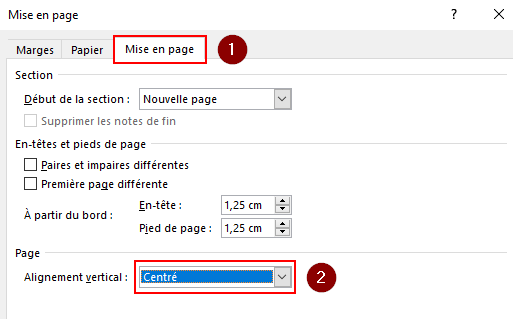 Mise en page ?
Marges Papier Mise en page 1
Section
Début de la section : Nouvelle page
Supprimer les notes de fin
En-têtes et pieds de page
Paires et impaires différentes
Première page différente
À partir du bord : En-tête : 1,25 cm
Pied de page : 1,25 cm
Page
Alignement vertical : Centré 2